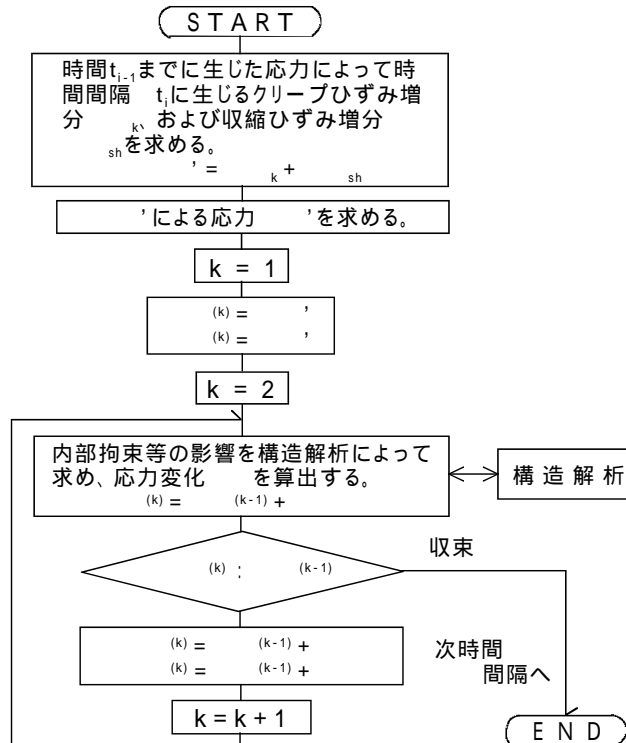 START
時間ti-1までに生じた応力によって時
間間隔 tiに生じるクリープひずみ増
分 k、および収縮ひずみ増分
shを求める。
’ = k + sh
’による応力 ’を求める。
k = 1
(k) = ’
(k) = ’
k = 2
内部拘束等の影響を構造解析によって
求め、応力変化 を算出する。
(k) = (k-1) +
構造解析
(k) : (k-1)
収束
(k) = (k-1) +
(k) = (k-1) +
次時間
間隔へ
k = k + 1
END